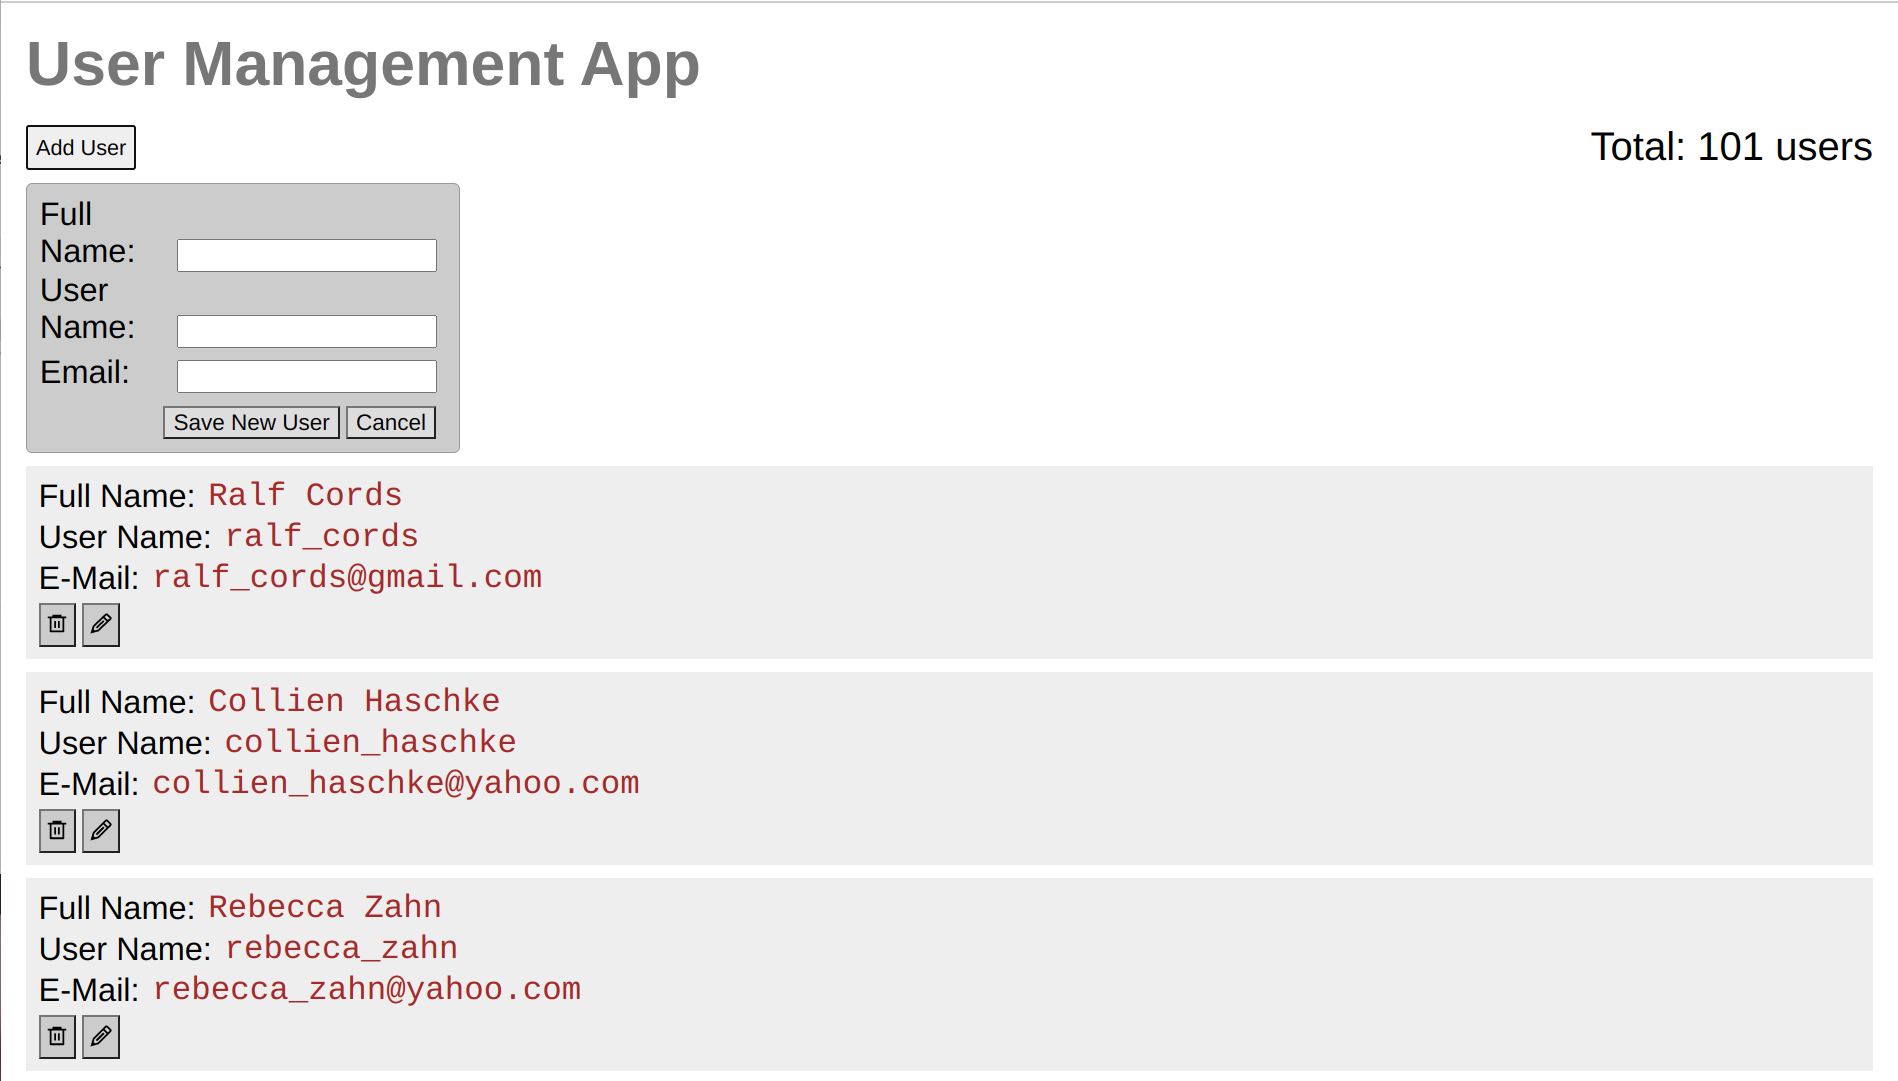 User Management App
Add User
Total: 101 users
Full
Name:
User
Name:
Email:
Save New User Cancel
Full Name: Ralf Cords
User Name: ralf_cords
E-Mail: ralf_cords@gmail.com
Full Name: Collien Haschke
User Name: collien_haschke
E-Mail: collien_haschke@yahoo.com
Full Name: Rebecca Zahn
User Name: rebecca_zahn
E-Mail: rebecca_zahn@yahoo.com